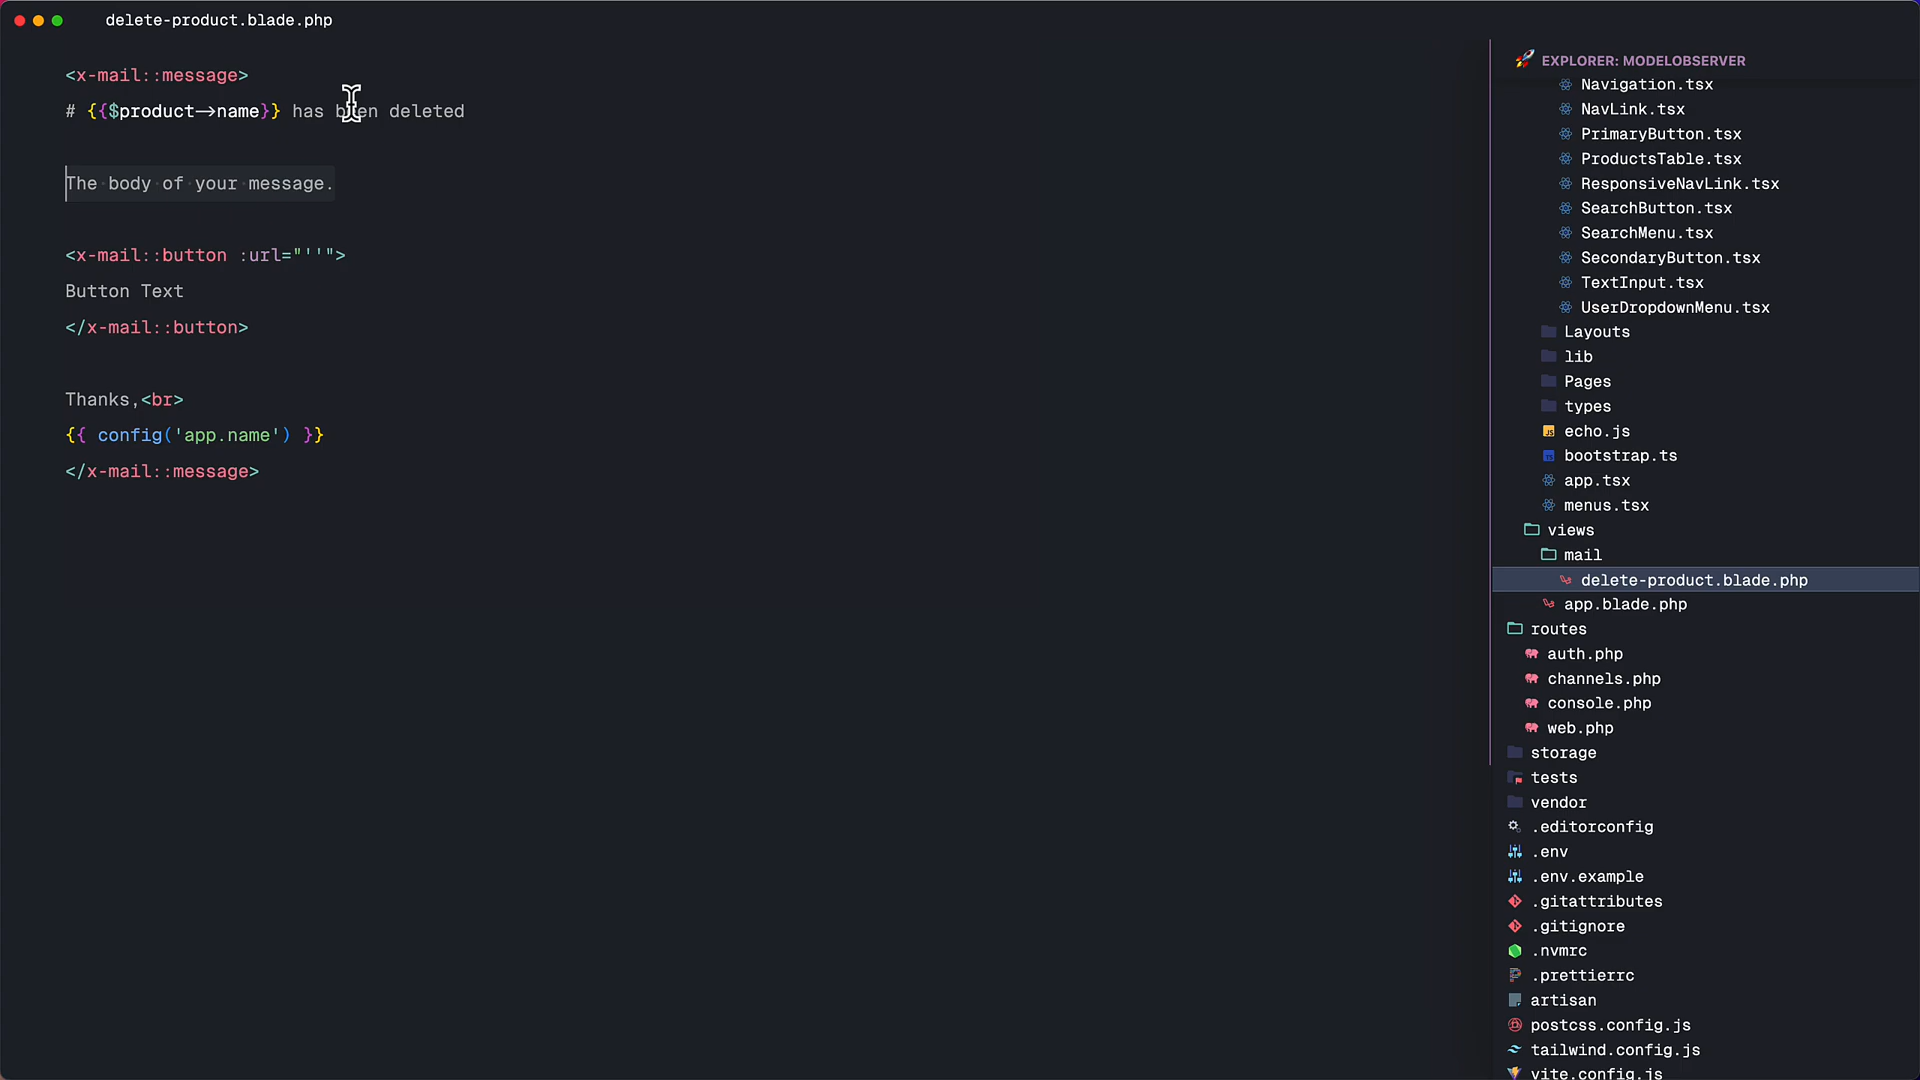 delete-product.blade.php
<x-mail::message>
# {{$product->name}} has been deleted
The body of your message.
<x-mail::button :url="''">
Button Text
</x-mail::button>
Thanks,<br>
{{ config('app.name') }}
</x-mail::message>
EXPLORER: MODELOBSERVER
Navigation.tsx
NavLink.tsx
PrimaryButton.tsx
ProductsTable.tsx
ResponsiveNavLink.tsx
SearchButton.tsx
SearchMenu.tsx
SecondaryButton.tsx
TextInput.tsx
UserDropdownMenu.tsx
Layouts
lib
Pages
types
echo.js
bootstrap.ts
app.tsx
menus.tsx
views
mail
delete-product.blade.php
app.blade.php
routes
auth.php
channels.php
console.php
web.php
storage
tests
vendor
.editorconfig
.env
.env.example
.gitattributes
.gitignore
.nvmrc
.prettierrc
artisan
postcss.config.js
tailwind.config.js
vite.config.js